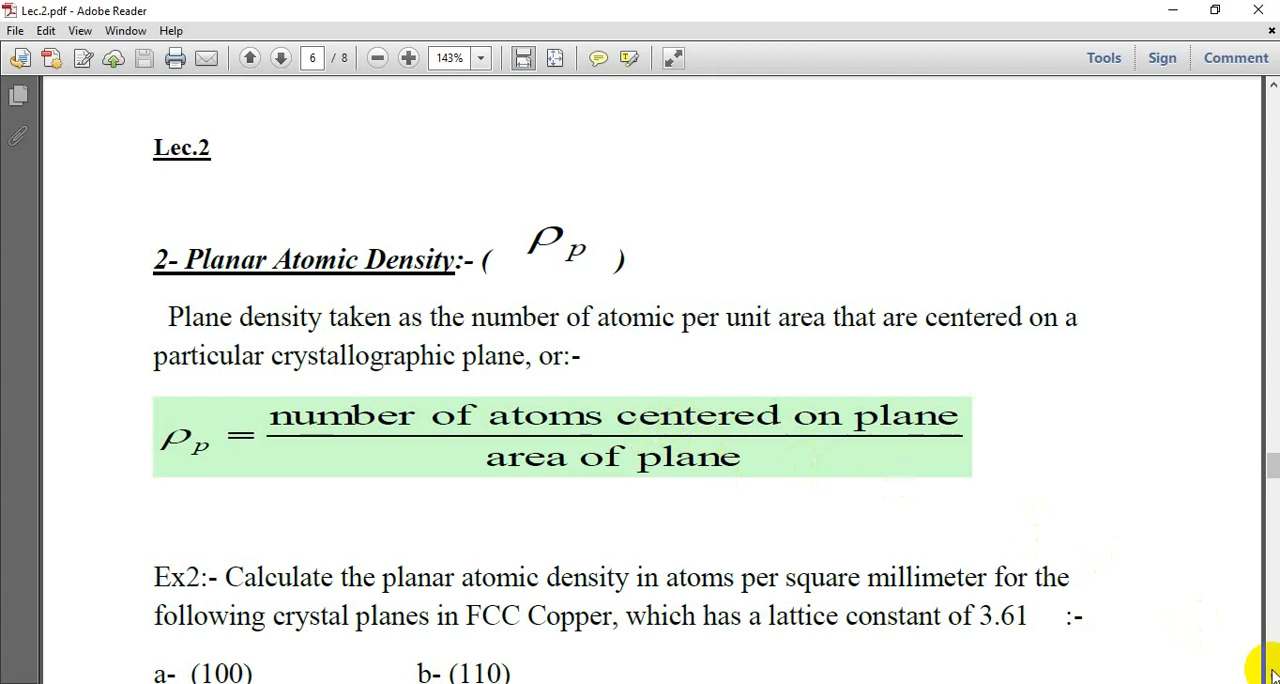 Lec.2.pdf - Adobe Reader
File Edit View Window Help
6 / 8 143% Tools Sign Comment
Lec.2
2- Planar Atomic Density:- ( ρp )
Plane density taken as the number of atomic per unit area that are centered on a
particular crystallographic plane, or:-
ρp = number of atoms centered on plane
area of plane
Ex2:- Calculate the planar atomic density in atoms per square millimeter for the
following crystal planes in FCC Copper, which has a lattice constant of 3.61 :-
a- (100) b- (110)